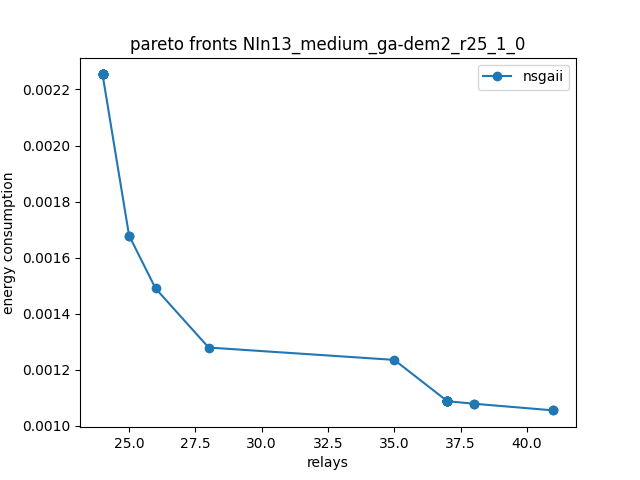 pareto fronts NIn13_medium_ga-dem2_r25_1_0
nsgaii
energy consumption
0.0022
0.0020
0.0018
0.0016
0.0014
0.0012
0.0010
25.0 27.5 30.0 32.5 35.0 37.5 40.0
relays